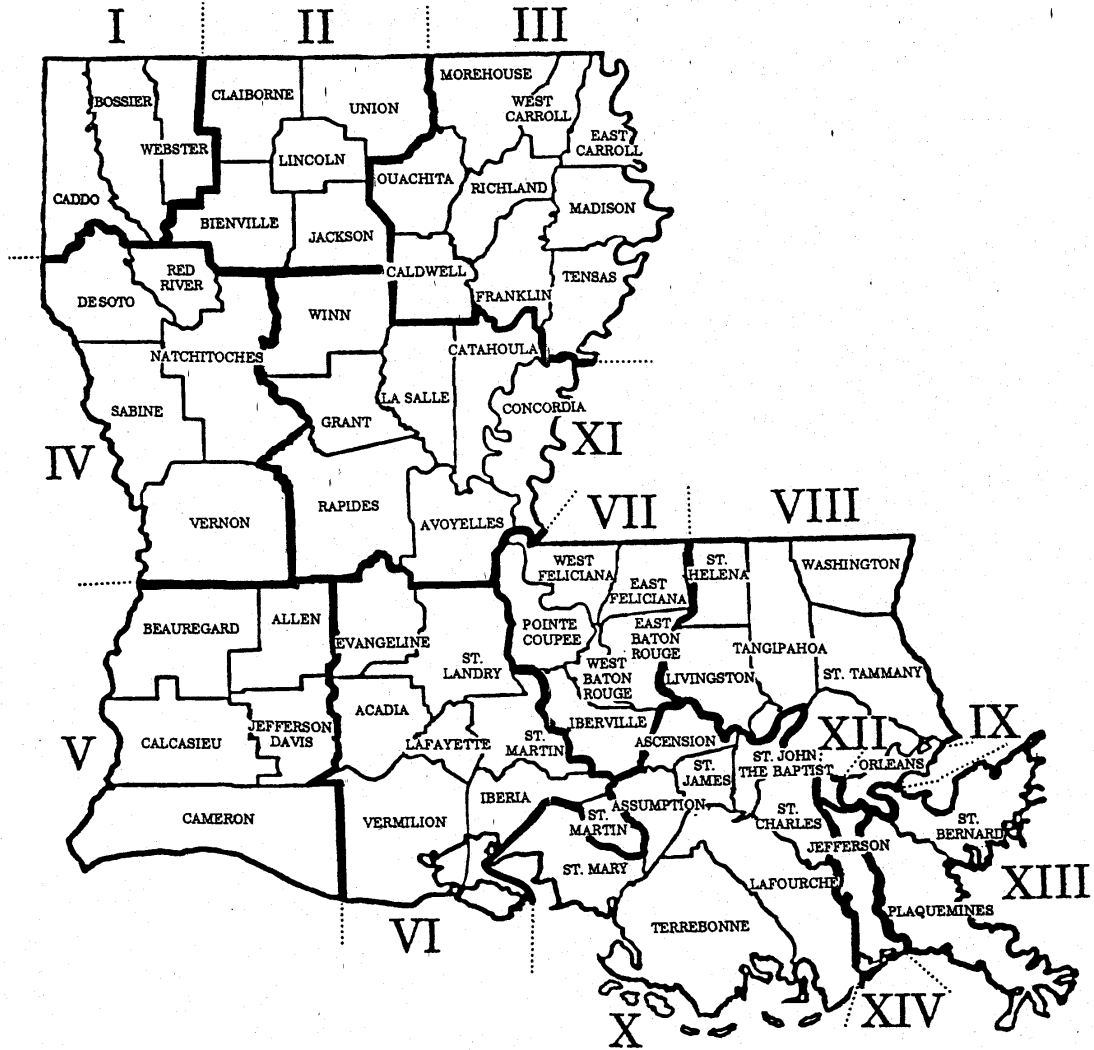 I
II
III
MOREHOUSE
BOSSIER
CLAIBORNE
UNION
WEST
CARROLL
EAST
CARROLL
WEBSTER
LINCOLN
OUACHITA
RICHLAND
CADDO
BIENVILLE
JACKSON
MADISON
RED
RIVER
CALDWELL
TENSAS
DE SOTO
WINN
FRANKLIN
NATCHITOCHES
CATAHOULA
SABINE
LA SALLE
GRANT
CONCORDIA
XI
IV
VERNON
RAPIDES
AVOYELLES
VII
VIII
WEST
FELICIANA
EAST
FELICIANA
ST.
HELENA
WASHINGTON
BEAUREGARD
ALLEN
EVANGELINE
POINTE
COUPEE
EAST
BATON
ROUGE
TANGIPAHOA
ST.
LANDRY
WEST
BATON
ROUGE
LIVINGSTON
ST. TAMMANY
V
CALCASIEU
JEFFERSON
DAVIS
ACADIA
LAFAYETTE
ST.
MARTIN
IBERVILLE
ASCENSION
XII
IX
ST.
JAMES
ST. JOHN
THE BAPTIST
ORLEANS
CAMERON
VERMILION
IBERIA
ASSUMPTION
ST.
MARTIN
ST.
CHARLES
ST.
BERNARD
JEFFERSON
ST. MARY
LAFOURCHE
XIII
VI
TERREBONNE
PLAQUEMINES
X
XIV